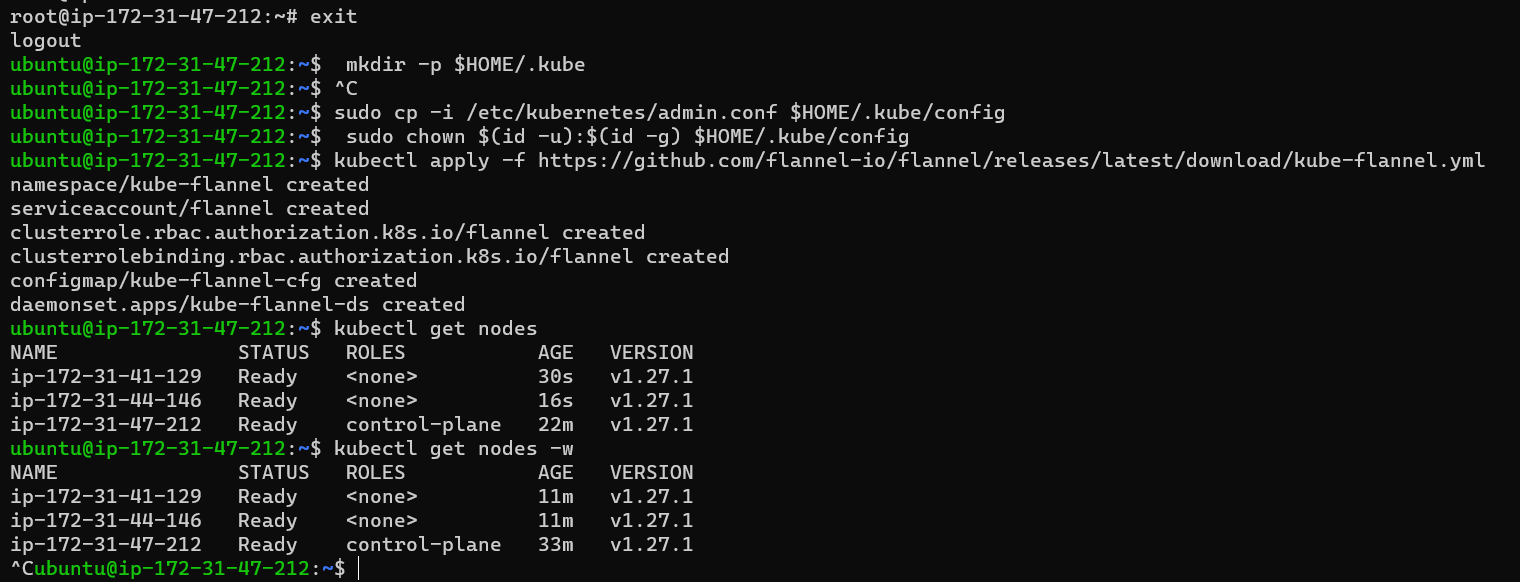 root@ip-172-31-47-212:~# exit
logout
ubuntu@ip-172-31-47-212:~$  mkdir -p $HOME/.kube
ubuntu@ip-172-31-47-212:~$ ^C
ubuntu@ip-172-31-47-212:~$ sudo cp -i /etc/kubernetes/admin.conf $HOME/.kube/config
ubuntu@ip-172-31-47-212:~$  sudo chown $(id -u):$(id -g) $HOME/.kube/config
ubuntu@ip-172-31-47-212:~$ kubectl apply -f https://github.com/flannel-io/flannel/releases/latest/download/kube-flannel.yml
namespace/kube-flannel created
serviceaccount/flannel created
clusterrole.rbac.authorization.k8s.io/flannel created
clusterrolebinding.rbac.authorization.k8s.io/flannel created
configmap/kube-flannel-cfg created
daemonset.apps/kube-flannel-ds created
ubuntu@ip-172-31-47-212:~$ kubectl get nodes
NAME               STATUS   ROLES           AGE   VERSION
ip-172-31-41-129   Ready    <none>          30s   v1.27.1
ip-172-31-44-146   Ready    <none>          16s   v1.27.1
ip-172-31-47-212   Ready    control-plane   22m   v1.27.1
ubuntu@ip-172-31-47-212:~$ kubectl get nodes -w
NAME               STATUS   ROLES           AGE   VERSION
ip-172-31-41-129   Ready    <none>          11m   v1.27.1
ip-172-31-44-146   Ready    <none>          11m   v1.27.1
ip-172-31-47-212   Ready    control-plane   33m   v1.27.1
^Cubuntu@ip-172-31-47-212:~$